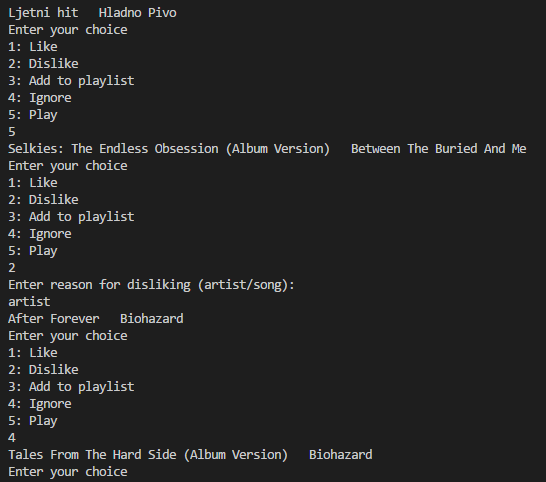 Ljetni hit   Hladno Pivo
Enter your choice
1: Like
2: Dislike
3: Add to playlist
4: Ignore
5: Play
5
Selkies: The Endless Obsession (Album Version)   Between The Buried And Me
Enter your choice
1: Like
2: Dislike
3: Add to playlist
4: Ignore
5: Play
2
Enter reason for disliking (artist/song):
artist
After Forever   Biohazard
Enter your choice
1: Like
2: Dislike
3: Add to playlist
4: Ignore
5: Play
4
Tales From The Hard Side (Album Version)   Biohazard
Enter your choice